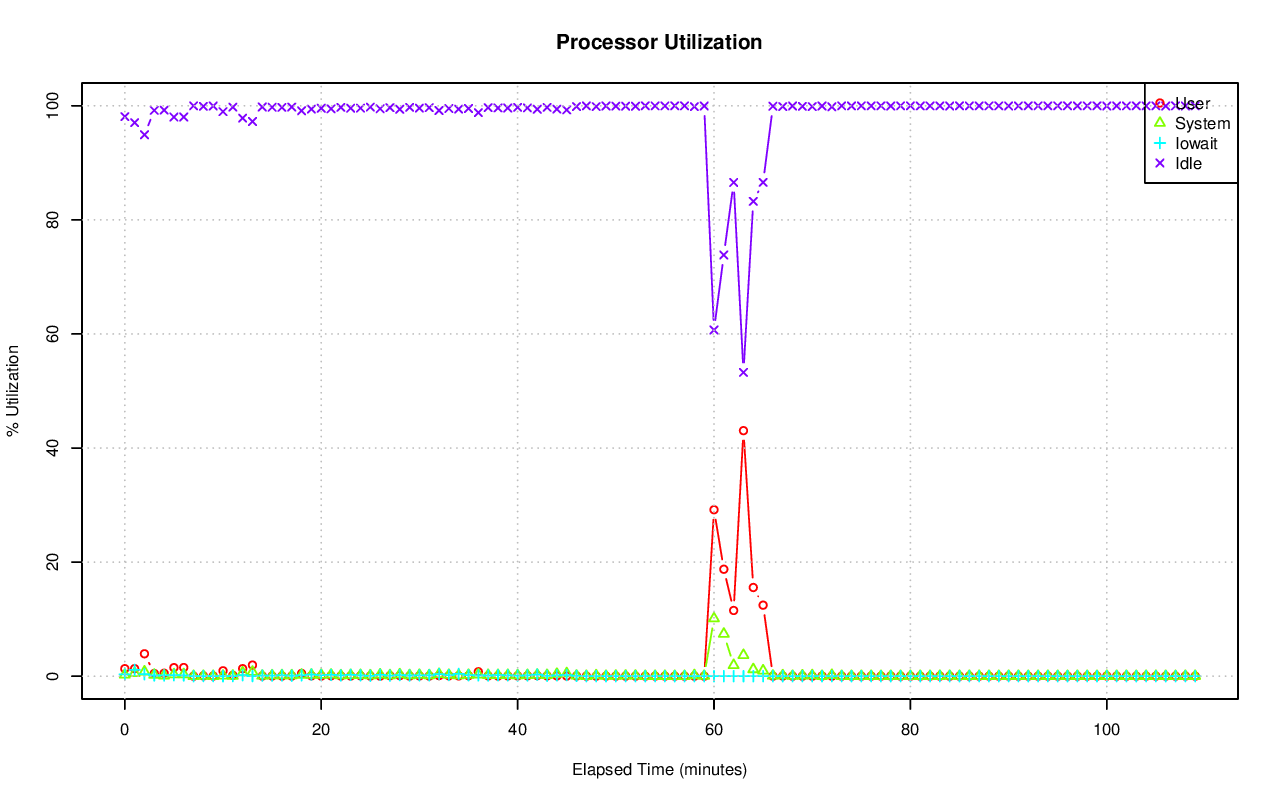 Processor Utilization
% Utilization
100
80
60
40
20
0
User
System
Iowait
Idle
0 20 40 60 80 100
Elapsed Time (minutes)